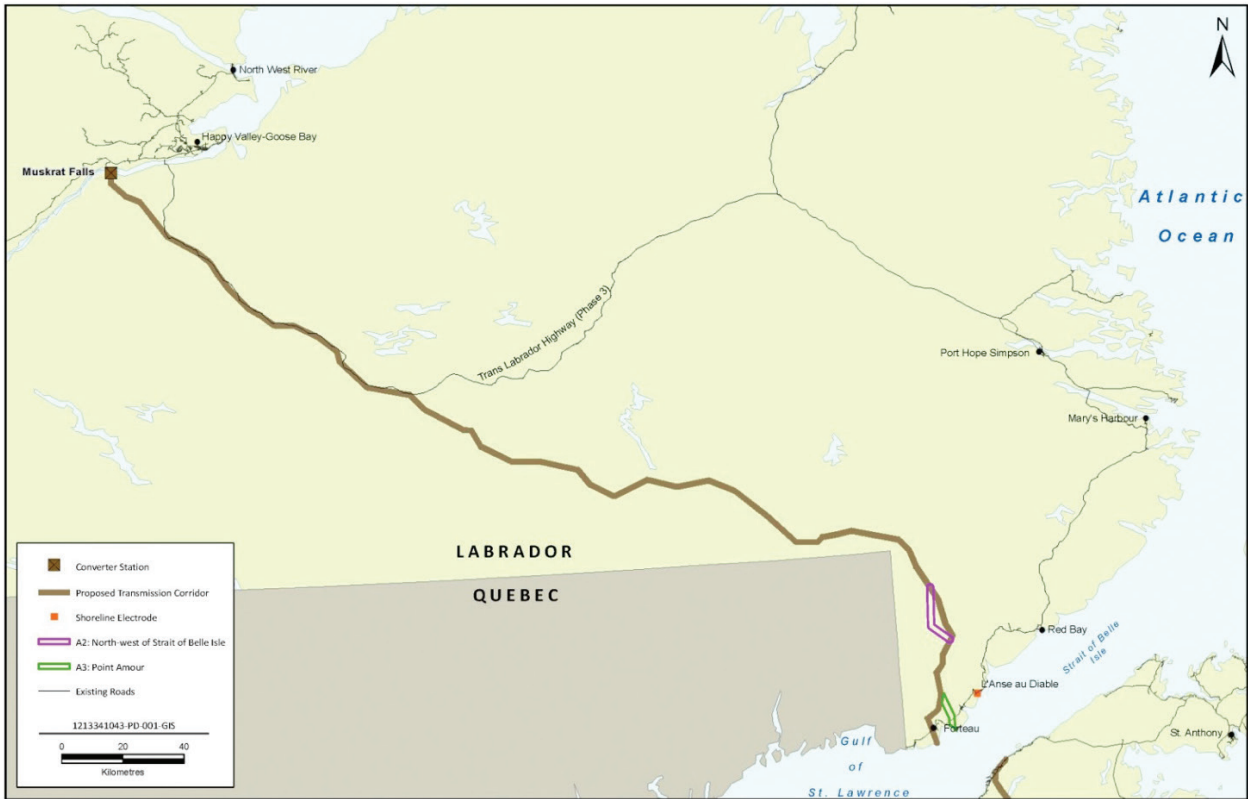 N
North West River
Happy Valley-Goose Bay
Muskrat Falls
Atlantic
Ocean
Trans Labrador Highway (Phase 3)
Port Hope Simpson
Mary's Harbour
LABRADOR
QUEBEC
Red Bay
Strait of Belle
Isle
L'Anse au Diable
Forteau
St. Anthony
Gulf
of
St. Lawrence
Converter Station
Proposed Transmission Corridor
Shoreline Electrode
A2: North-west of Strait of Belle Isle
A3: Point Amour
Existing Roads
1213341043-PD-001-GIS
0 20 40
Kilometres